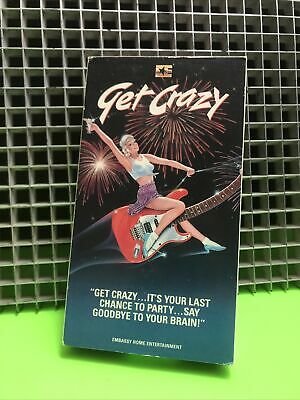 Get Crazy
"GET CRAZY...IT'S YOUR LAST
CHANCE TO PARTY...SAY
GOODBYE TO YOUR BRAIN!"
EMBASSY HOME ENTERTAINMENT